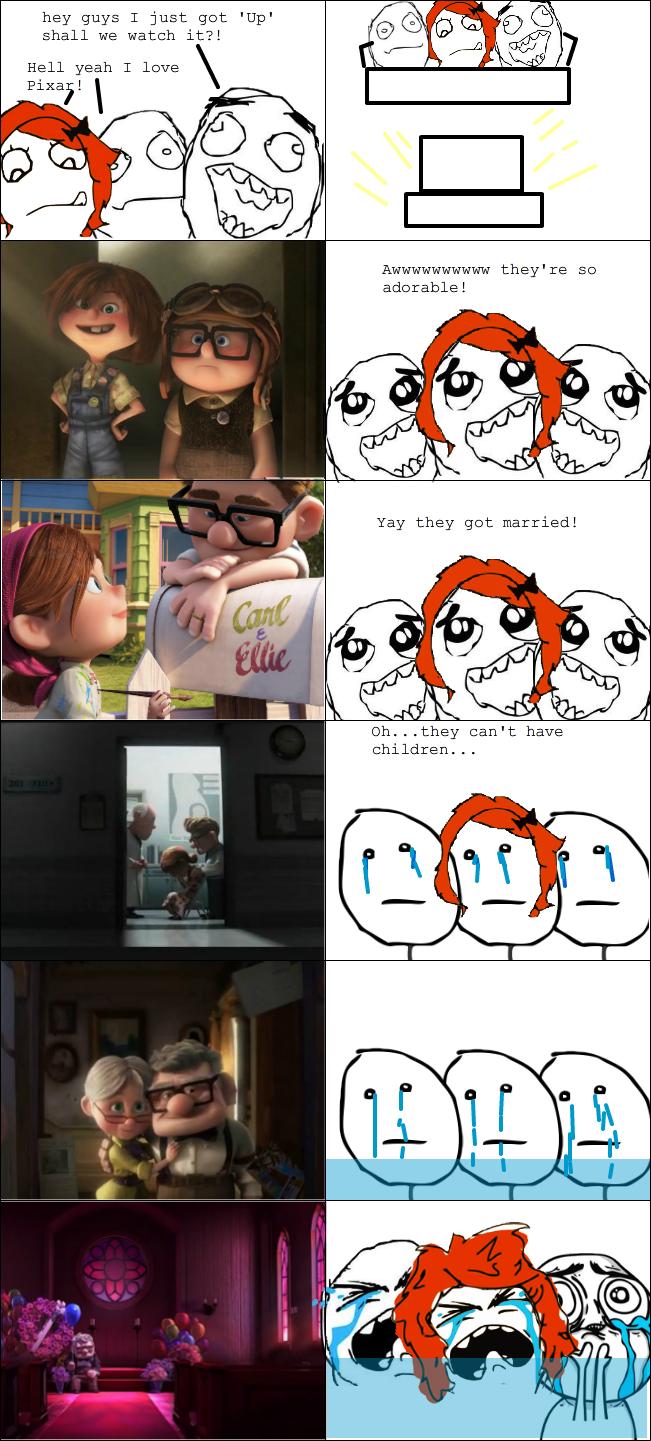 hey guys I just got 'Up'
shall we watch it?!
Hell yeah I love
Pixar!
Awwwwwwwwwww they're so
adorable!
Carl
&
Ellie
Yay they got married!
Oh...they can't have
children...